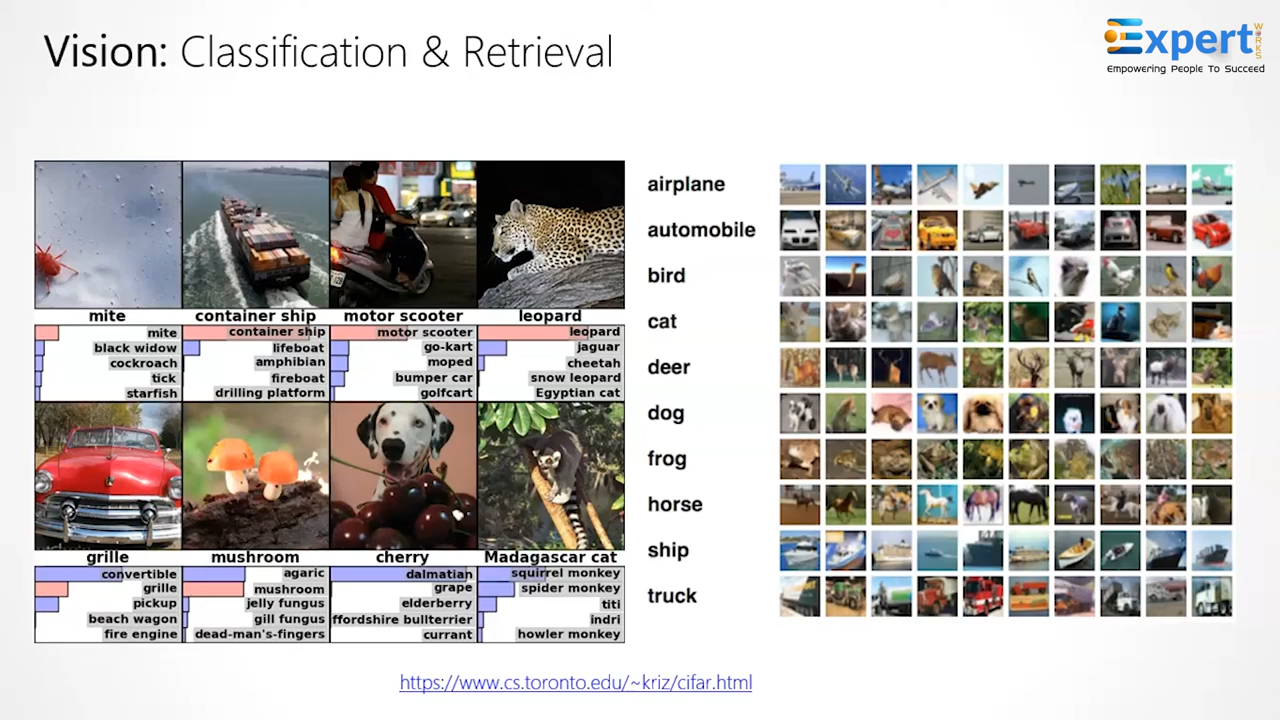 Vision: Classification & Retrieval
Expert WORKS
Empowering People To Succeed
mite
container ship
motor scooter
leopard
mite
black widow
cockroach
tick
starfish
container ship
lifeboat
amphibian
fireboat
drilling platform
motor scooter
go-kart
moped
bumper car
golfcart
leopard
jaguar
cheetah
snow leopard
Egyptian cat
grille
mushroom
cherry
Madagascar cat
convertible
grille
pickup
beach wagon
fire engine
agaric
mushroom
jelly fungus
gill fungus
dead-man's-fingers
dalmatian
grape
elderberry
ffordshire bullterrier
currant
squirrel monkey
spider monkey
titi
indri
howler monkey
airplane
automobile
bird
cat
deer
dog
frog
horse
ship
truck
https://www.cs.toronto.edu/~kriz/cifar.html